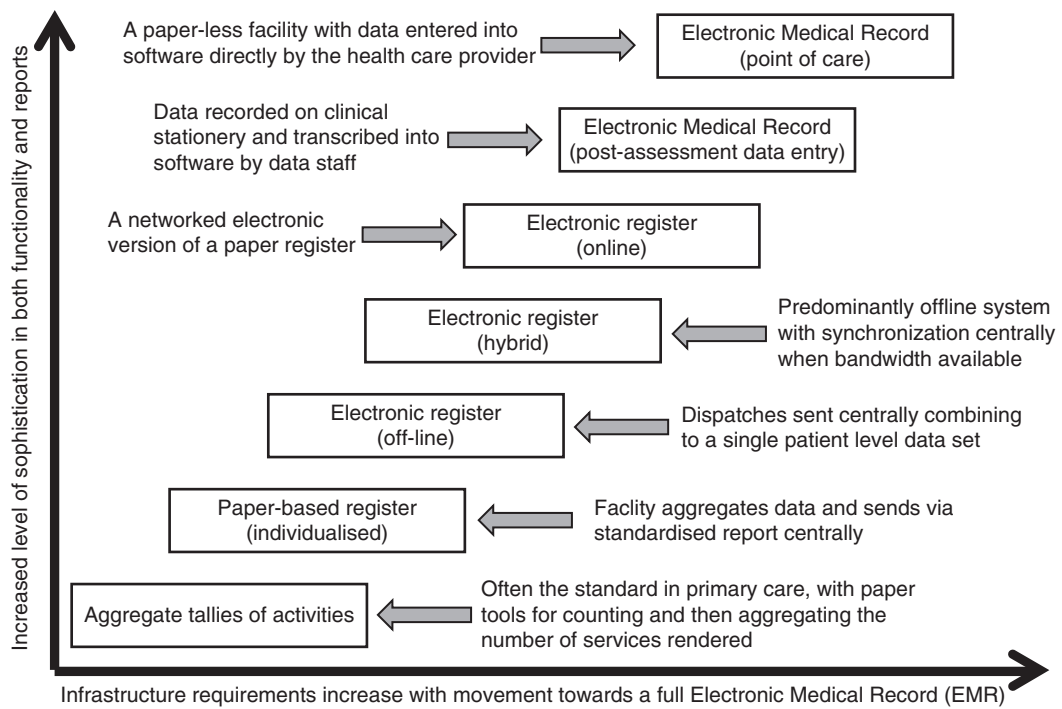 Increased level of sophistication in both functionality and reports
A paper-less facility with data entered into
software directly by the health care provider
Electronic Medical Record
(point of care)
Data recorded on clinical
stationery and transcribed into
software by data staff
Electronic Medical Record
(post-assessment data entry)
A networked electronic
version of a paper register
Electronic register
(online)
Electronic register
(hybrid)
Predominantly offline system
with synchronization centrally
when bandwidth available
Electronic register
(off-line)
Dispatches sent centrally combining
to a single patient level data set
Paper-based register
(individualised)
Faclity aggregates data and sends via
standardised report centrally
Aggregate tallies of activities
Often the standard in primary care, with paper
tools for counting and then aggregating the
number of services rendered
Infrastructure requirements increase with movement towards a full Electronic Medical Record (EMR)